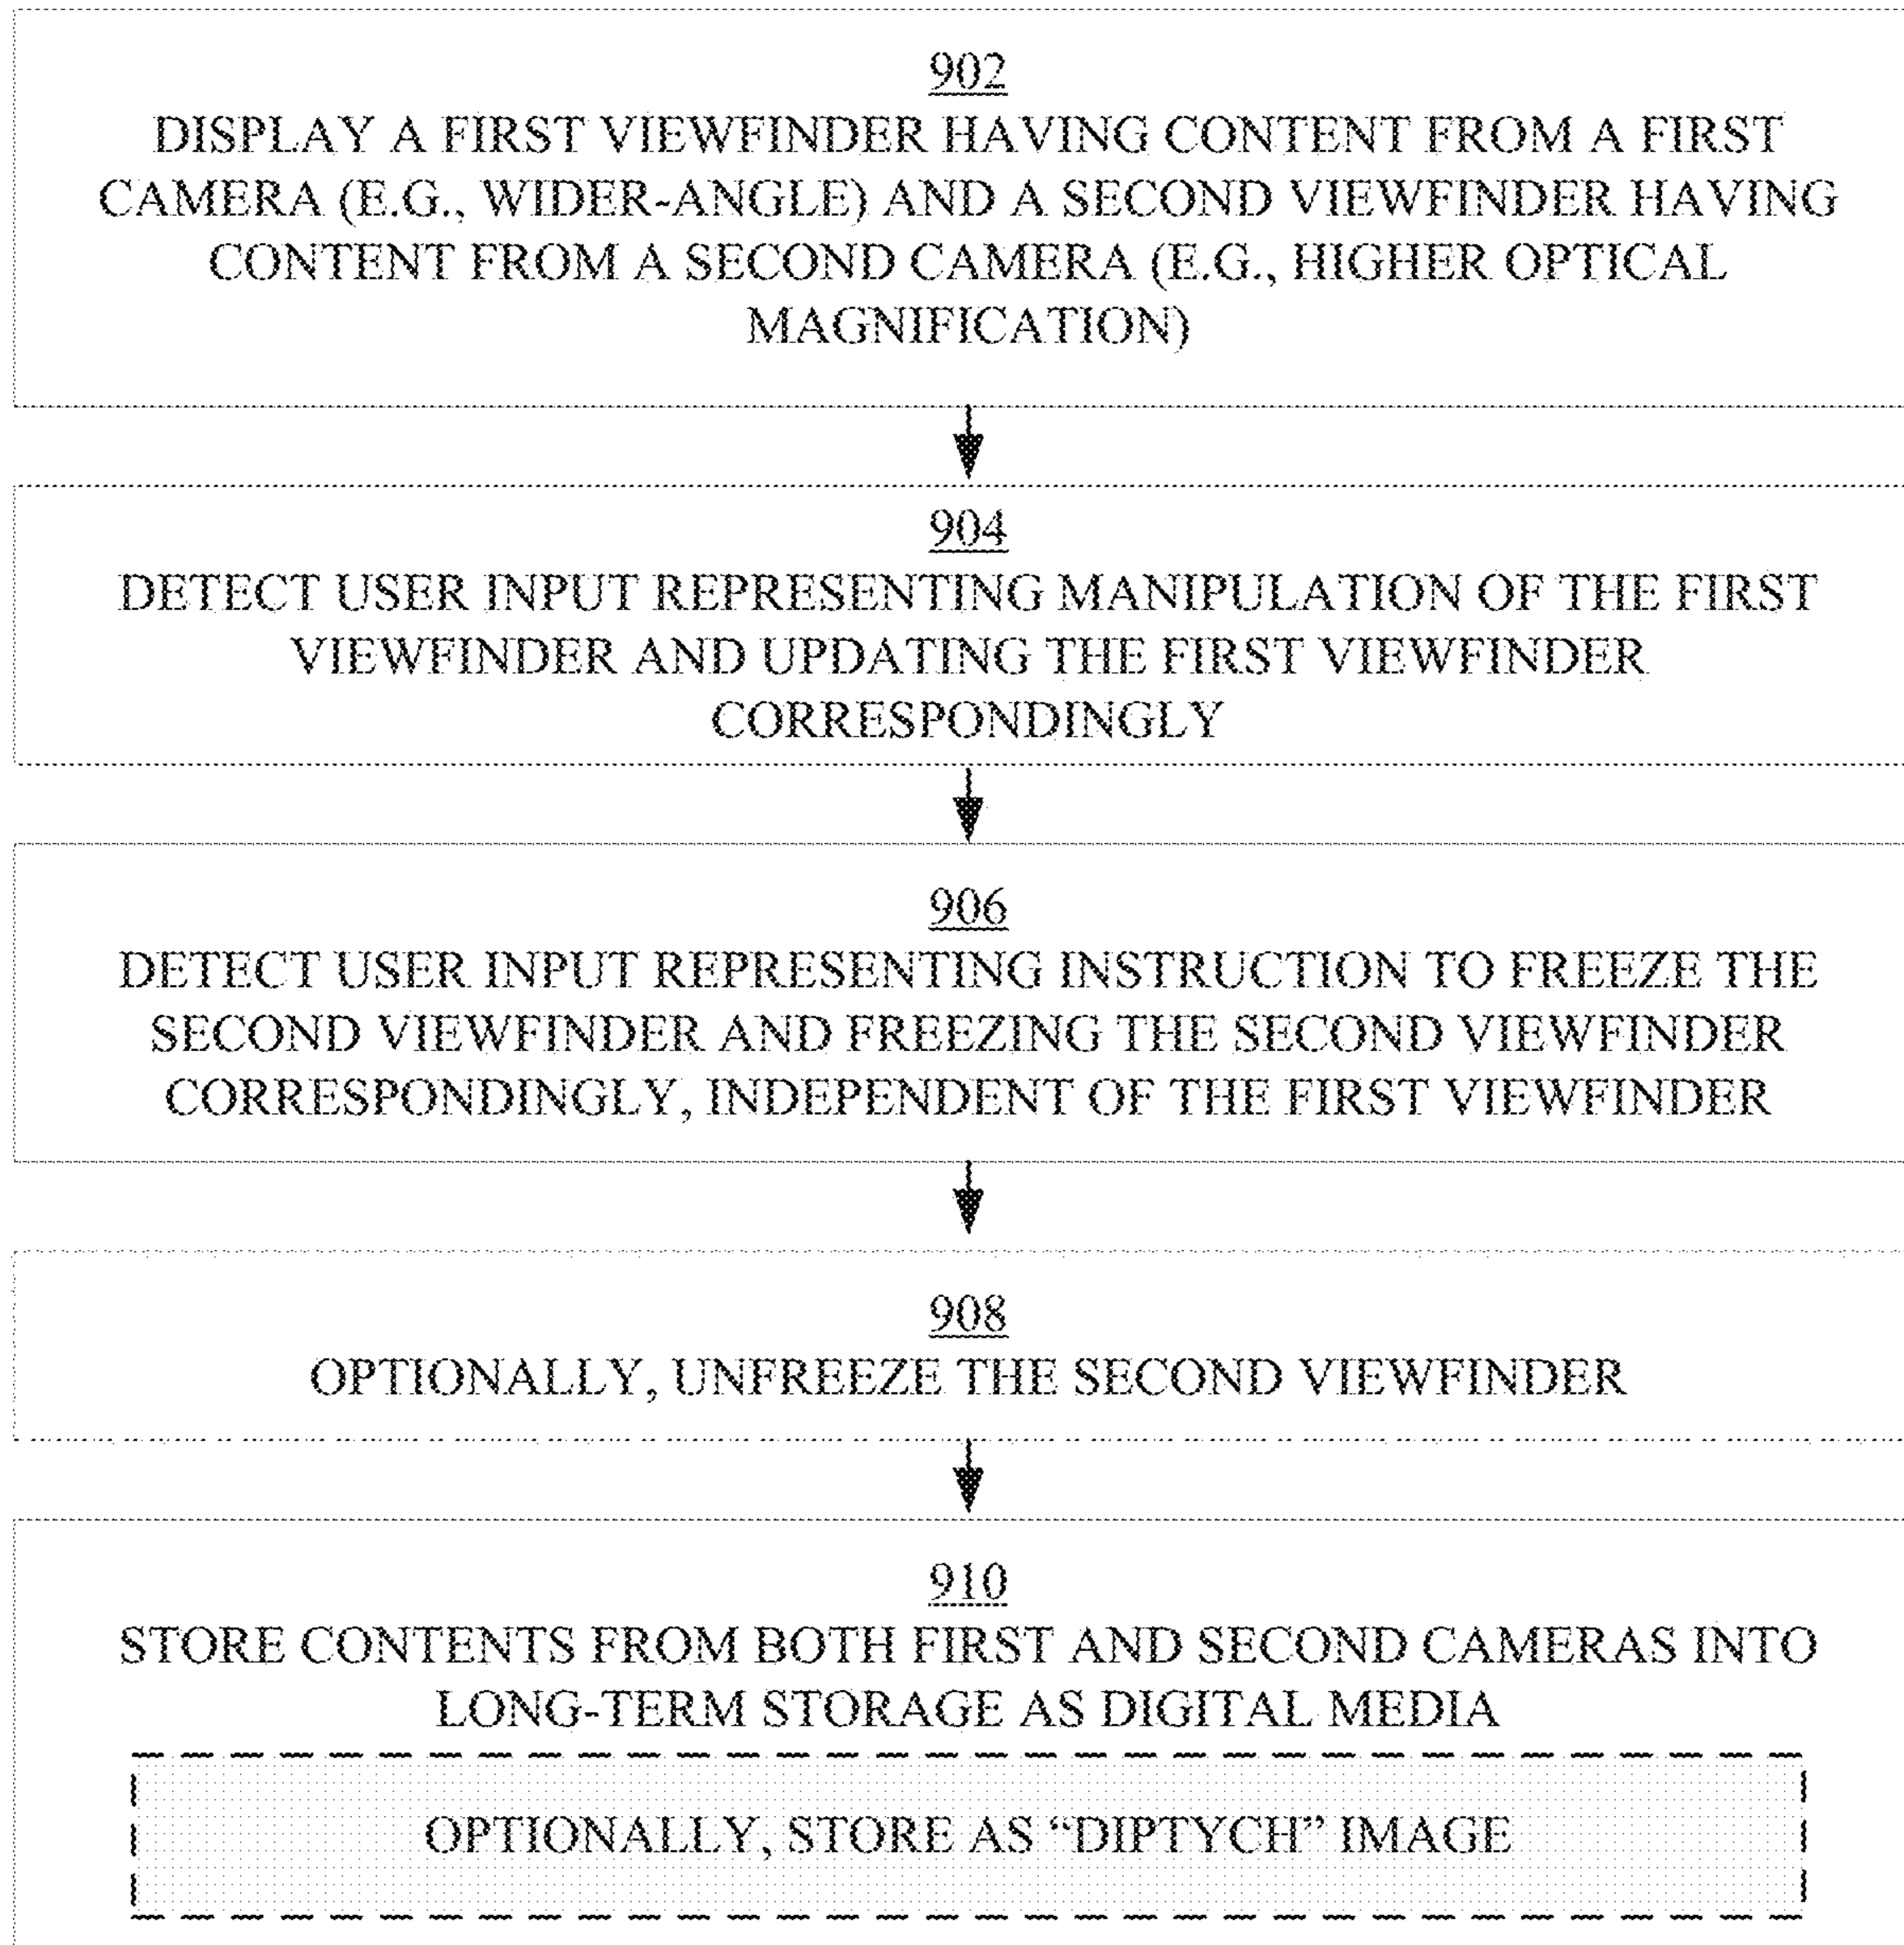 902
DISPLAY A FIRST VIEWFINDER HAVING CONTENT FROM A FIRST
CAMERA (E.G., WIDER-ANGLE) AND A SECOND VIEWFINDER HAVING
CONTENT FROM A SECOND CAMERA (E.G., HIGHER OPTICAL
MAGNIFICATION)
904
DETECT USER INPUT REPRESENTING MANIPULATION OF THE FIRST
VIEWFINDER AND UPDATING THE FIRST VIEWFINDER
CORRESPONDINGLY
906
DETECT USER INPUT REPRESENTING INSTRUCTION TO FREEZE THE
SECOND VIEWFINDER AND FREEZING THE SECOND VIEWFINDER
CORRESPONDINGLY, INDEPENDENT OF THE FIRST VIEWFINDER
908
OPTIONALLY, UNFREEZE THE SECOND VIEWFINDER
910
STORE CONTENTS FROM BOTH FIRST AND SECOND CAMERAS INTO
LONG-TERM STORAGE AS DIGITAL MEDIA
OPTIONALLY, STORE AS “DIPTYCH” IMAGE